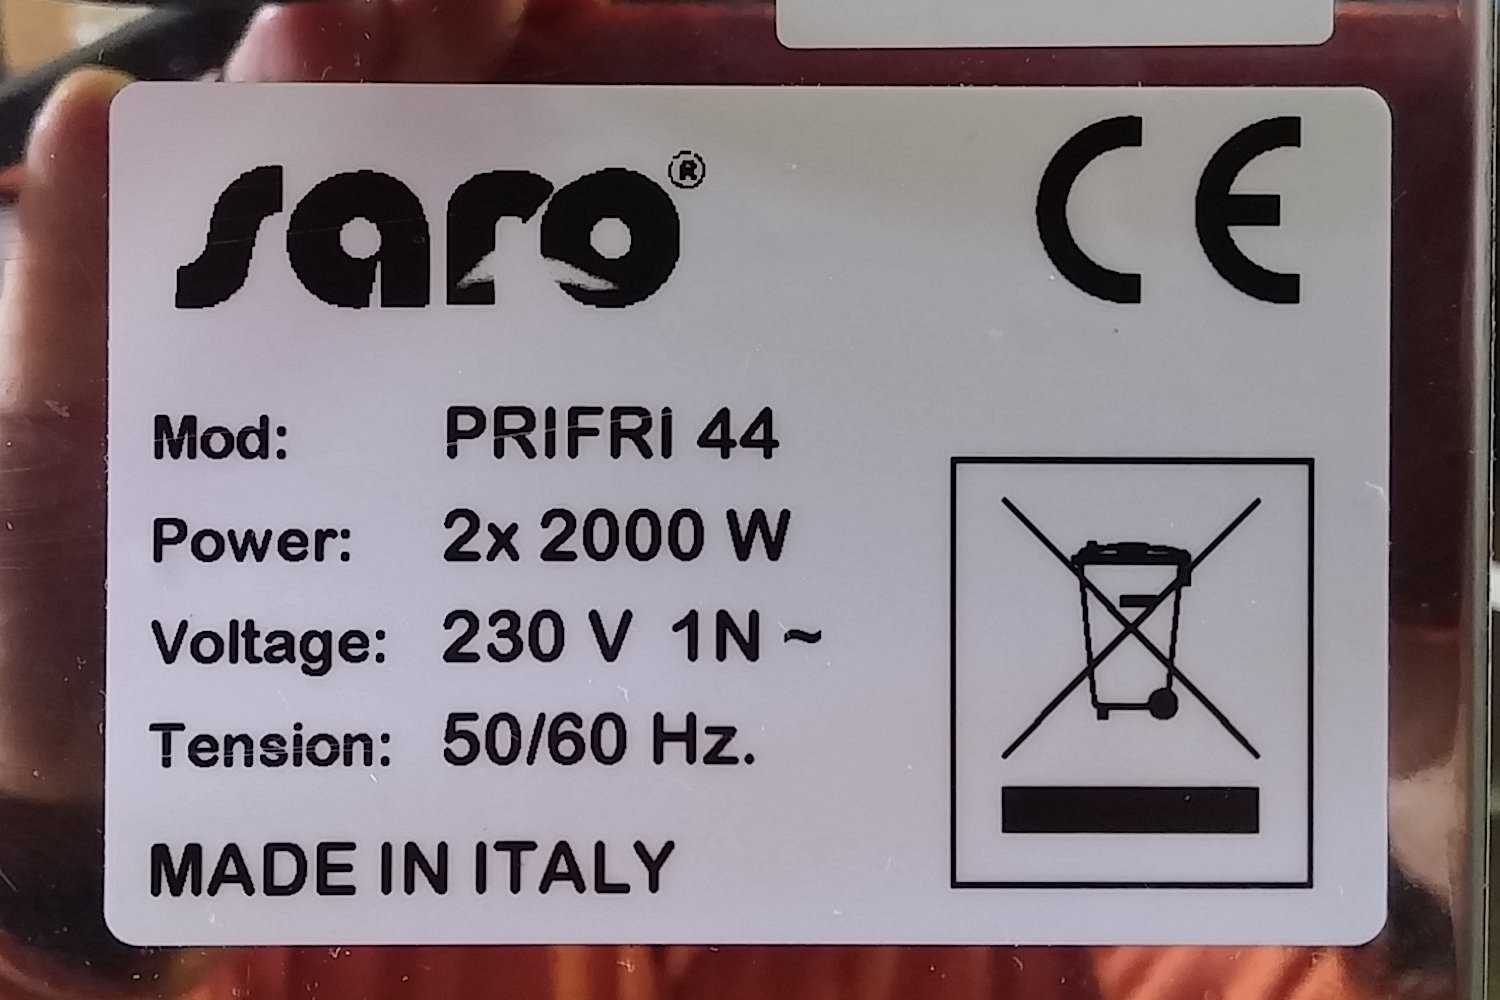 saro®
CE
Mod: PRIFRI 44
Power: 2x 2000 W
Voltage: 230 V 1N ~
Tension: 50/60 Hz.
MADE IN ITALY